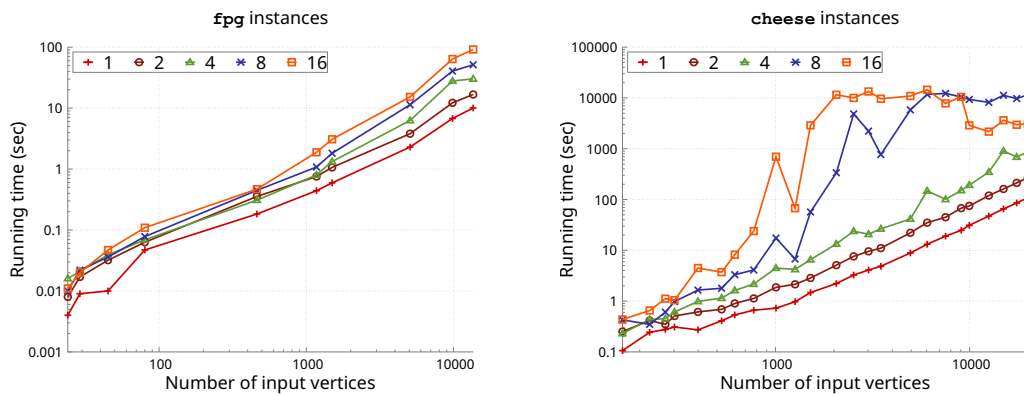 fpg instances
100
10
1
0.1
0.01
0.001
1 2 4 8 16
Running time (sec)
100 1000 10000
Number of input vertices
cheese instances
100000
10000
1000
100
10
1
0.1
1 2 4 8 16
Running time (sec)
1000 10000
Number of input vertices